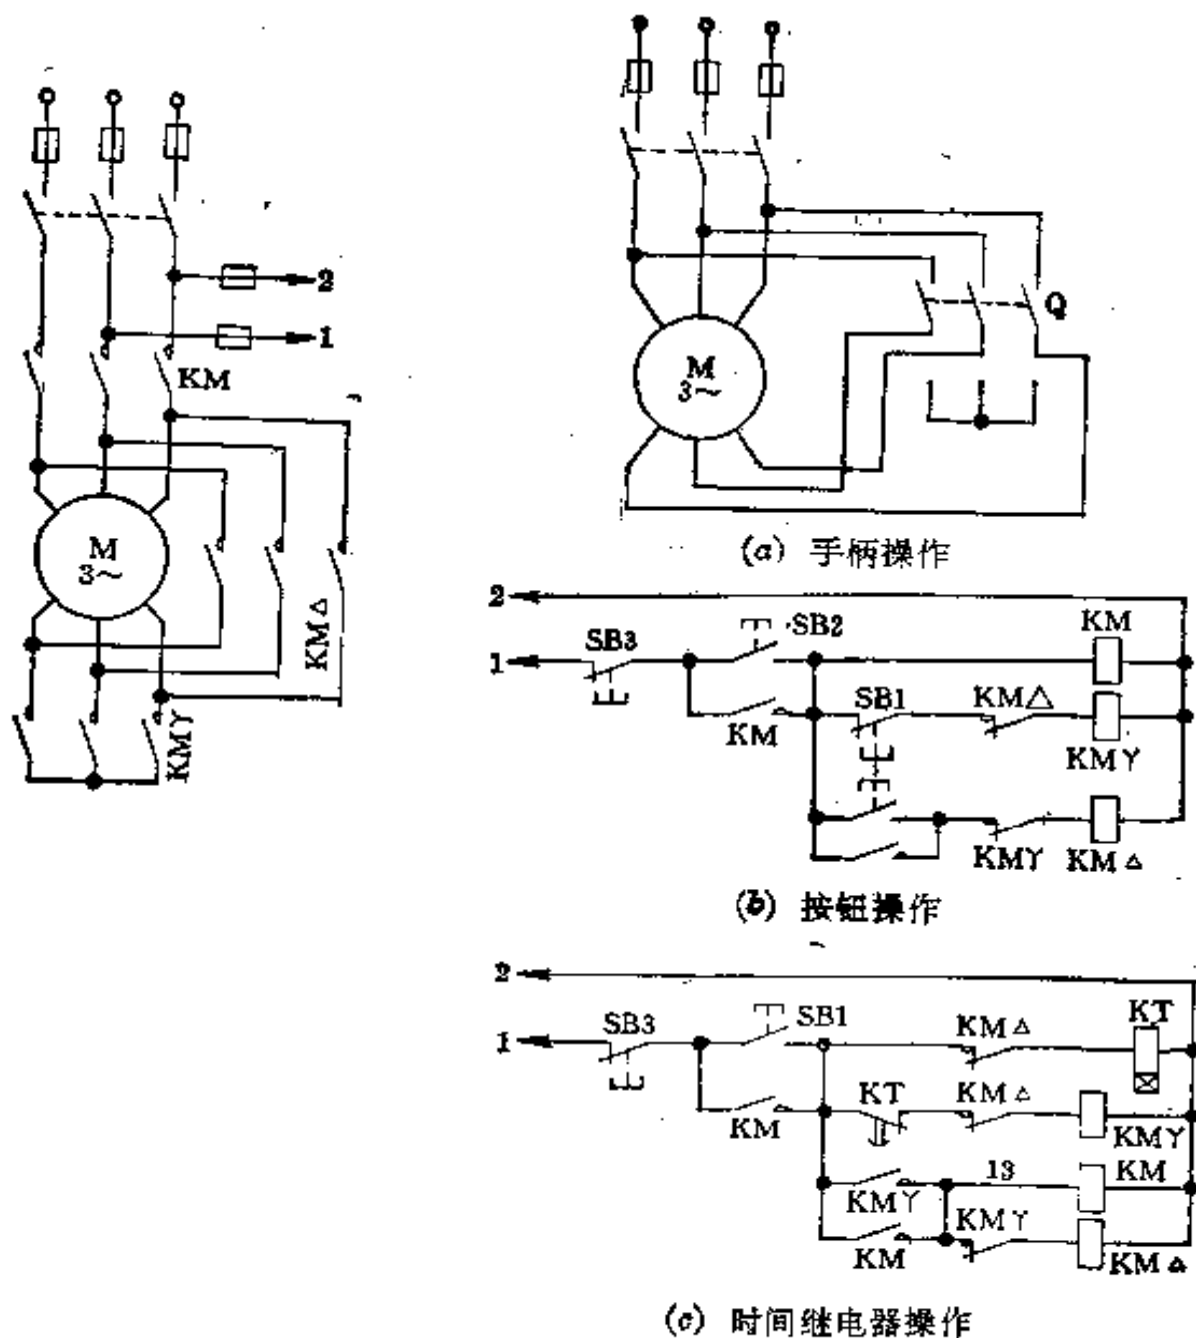 2
1
KM
M
3～
KM△
KMY
Q
M
3～
(a) 手柄操作
2
KM
SB3
SB2
1
KM
SB1
KM△
KMY
KMY
KM△
(b) 按钮操作
2
KT
SB3
SB1
KM△
1
KM
KT
KM△
KMY
KMY
13
KM
KM
KMY
KM△
(c) 时间继电器操作